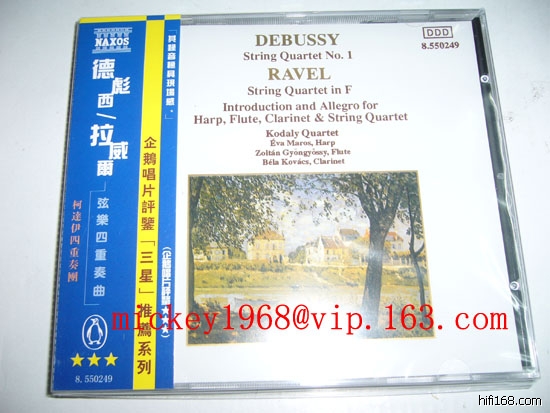 NAXOS
德彪西/拉威爾
弦樂四重奏曲
柯達伊四重奏團
★★★
8.550249
企鵝唱片評鑒「三星」推薦系列
DEBUSSY
String Quartet No. 1
RAVEL
String Quartet in F
Introduction and Allegro for
Harp, Flute, Clarinet & String Quartet
Kodaly Quartet
Éva Maros, Harp
Zoltán Gyöngyössy, Flute
Béla Kovács, Clarinet
DDD
8.550249
mickey1968@vip.163.com
hifi168.com